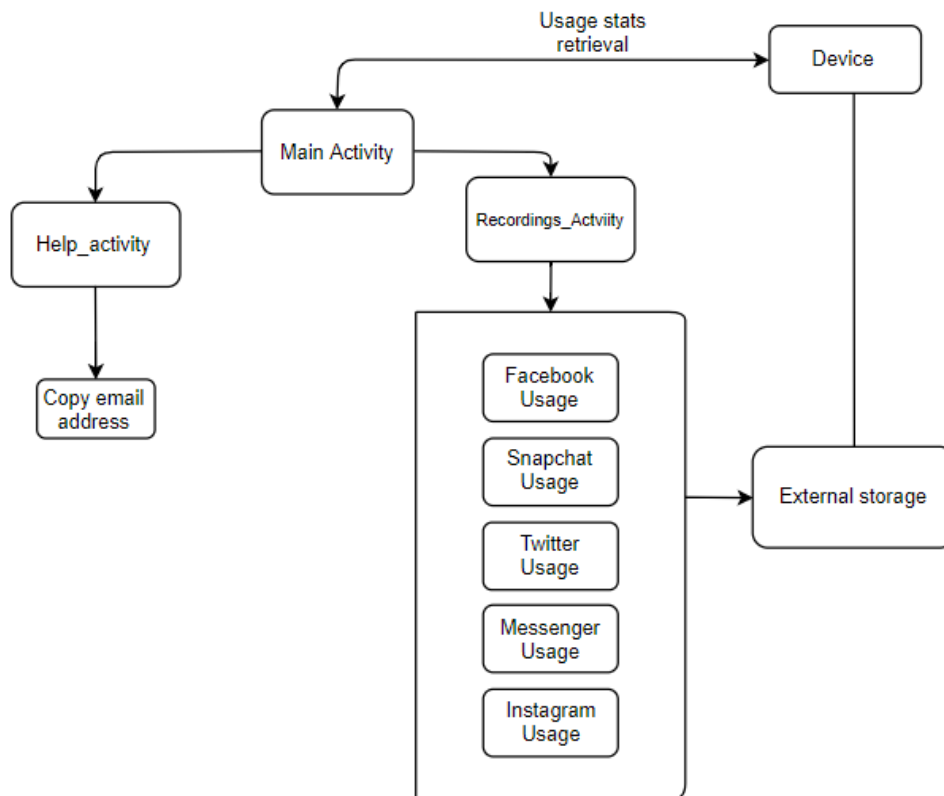 Usage stats
retrieval
Device
Main Activity
Recordings_Actviity
Help_activity
Copy email
address
Facebook
Usage
Snapchat
Usage
Twitter
Usage
Messenger
Usage
Instagram
Usage
External storage